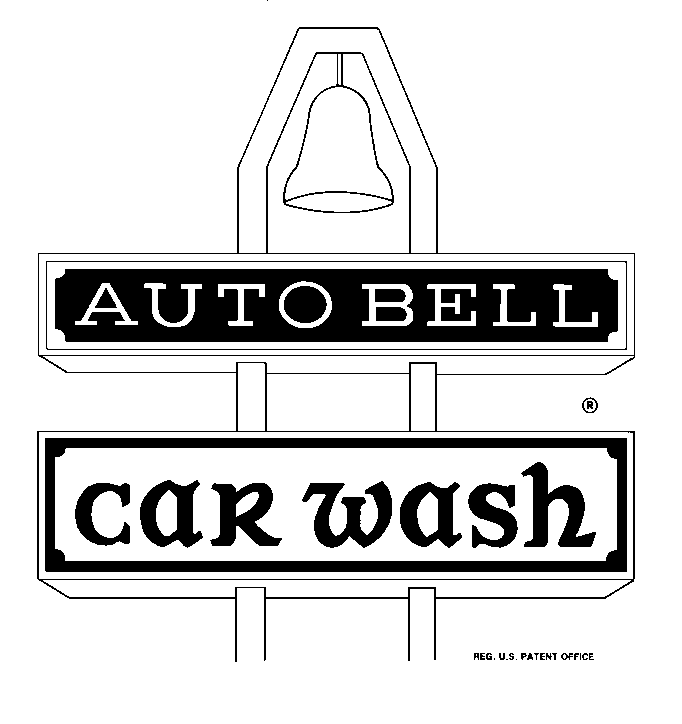 AUTO BELL
®
CAR WASH
REG. U.S. PATENT OFFICE